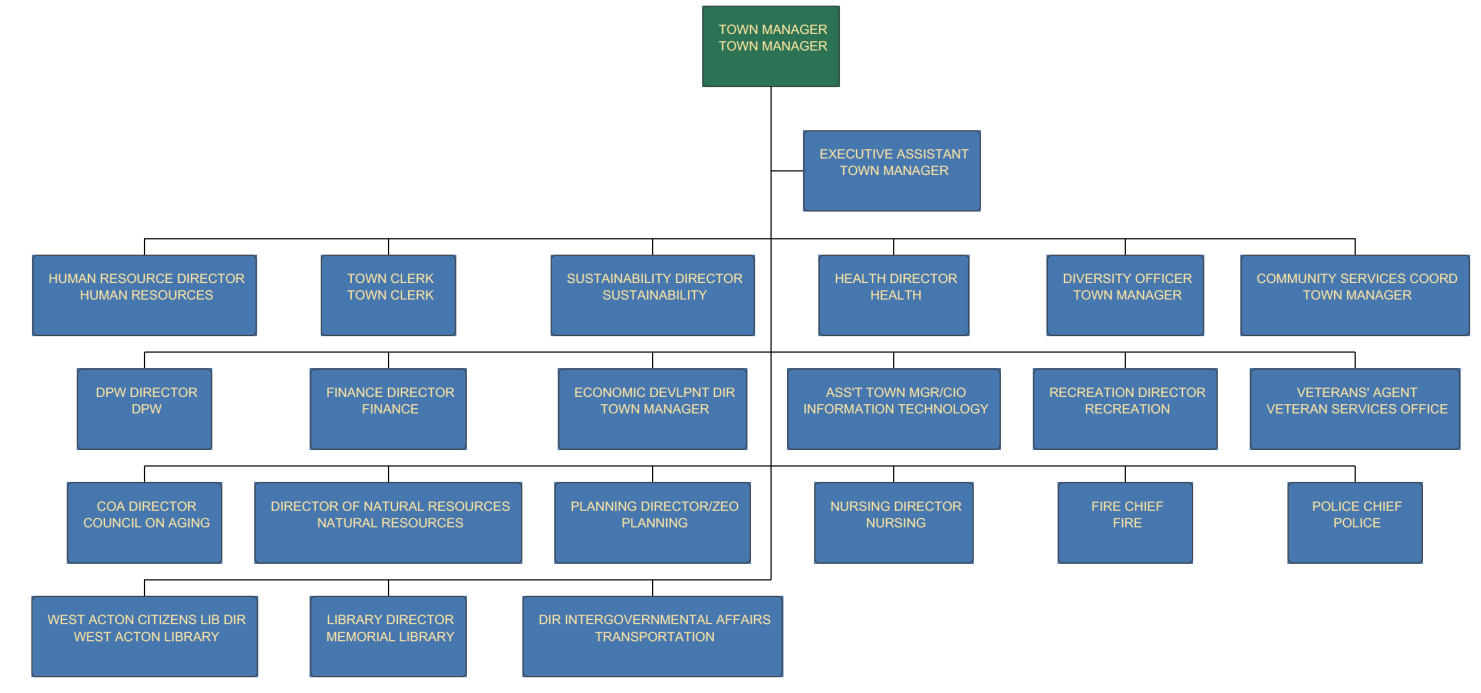 TOWN MANAGER
TOWN MANAGER
EXECUTIVE ASSISTANT
TOWN MANAGER
HUMAN RESOURCE DIRECTOR
HUMAN RESOURCES
TOWN CLERK
TOWN CLERK
SUSTAINABILITY DIRECTOR
SUSTAINABILITY
HEALTH DIRECTOR
HEALTH
DIVERSITY OFFICER
TOWN MANAGER
COMMUNITY SERVICES COORD
TOWN MANAGER
DPW DIRECTOR
DPW
FINANCE DIRECTOR
FINANCE
ECONOMIC DEVLPNT DIR
TOWN MANAGER
ASS'T TOWN MGR/CIO
INFORMATION TECHNOLOGY
RECREATION DIRECTOR
RECREATION
VETERANS' AGENT
VETERAN SERVICES OFFICE
COA DIRECTOR
COUNCIL ON AGING
DIRECTOR OF NATURAL RESOURCES
NATURAL RESOURCES
PLANNING DIRECTOR/ZEO
PLANNING
NURSING DIRECTOR
NURSING
FIRE CHIEF
FIRE
POLICE CHIEF
POLICE
WEST ACTON CITIZENS LIB DIR
WEST ACTON LIBRARY
LIBRARY DIRECTOR
MEMORIAL LIBRARY
DIR INTERGOVERNMENTAL AFFAIRS
TRANSPORTATION